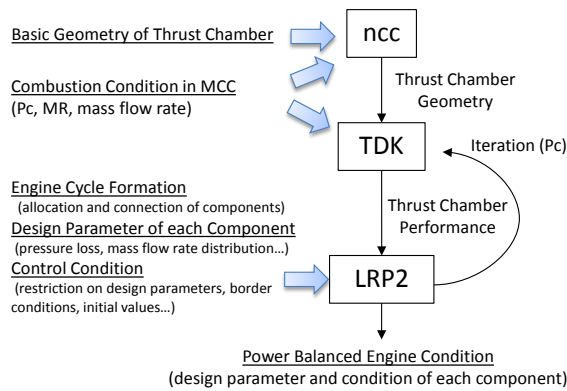 Basic Geometry of Thrust Chamber
ncc
Combustion Condition in MCC
(Pc, MR, mass flow rate)
Thrust Chamber
Geometry
TDK
Iteration (Pc)
Engine Cycle Formation
(allocation and connection of components)
Design Parameter of each Component
(pressure loss, mass flow rate distribution...)
Control Condition
(restriction on design parameters, border
conditions, initial values...)
Thrust Chamber
Performance
LRP2
Power Balanced Engine Condition
(design parameter and condition of each component)